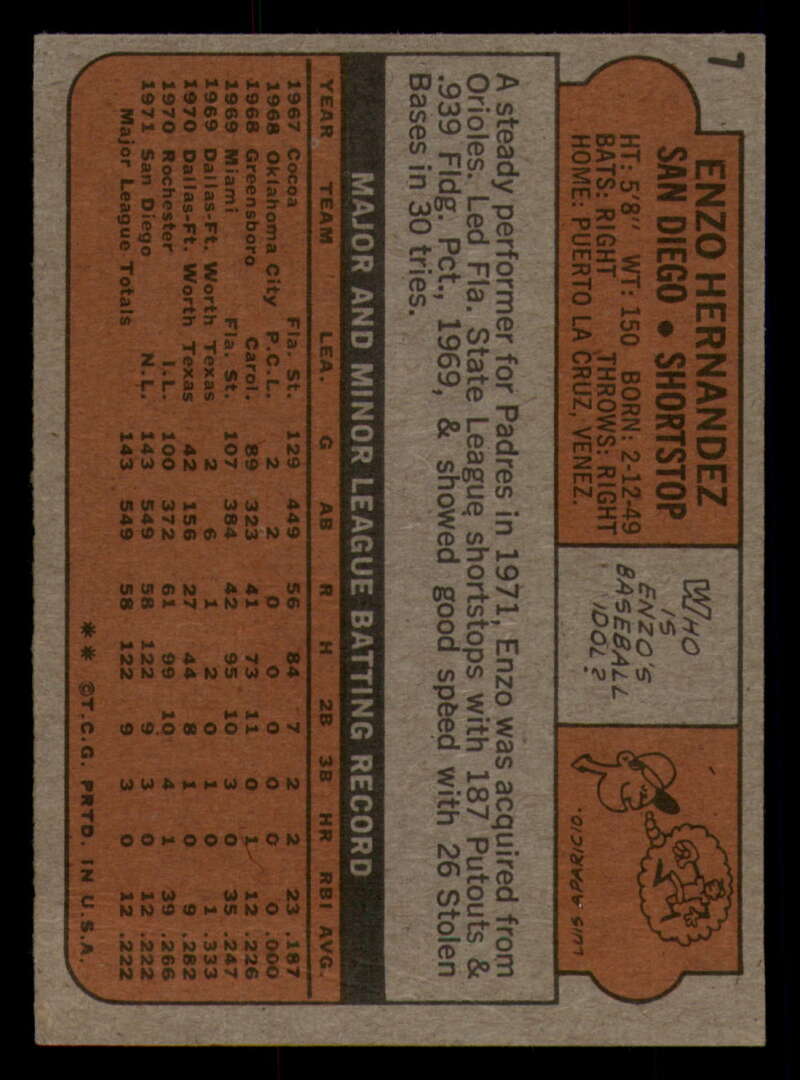 7
ENZO HERNANDEZ
SAN DIEGO • SHORTSTOP
HT: 5'8" WT: 150 BORN: 2-12-49
BATS: RIGHT THROWS: RIGHT
HOME: PUERTO LA CRUZ, VENEZ.
WHO
IS
ENZO'S
BASEBALL
IDOL?
LUIS APARICIO.
A steady performer for Padres in 1971, Enzo was acquired from
Orioles. Led Fla. State League shortstops with 187 Putouts &
.939 Fldg. Pct., 1969, & showed good speed with 26 Stolen
Bases in 30 tries.
MAJOR AND MINOR LEAGUE BATTING RECORD
YEAR TEAM LEA. G AB R H 2B 3B HR RBI AVG.
1967 Cocoa Fla. St. 129 449 56 84 7 2 2 23 .187
1968 Oklahoma City P.C.L. 2 2 0 0 0 0 0 0 .000
1968 Greensboro Carol. 89 323 41 73 11 0 1 12 .226
1969 Miami Fla. St. 107 384 42 95 10 3 0 35 .247
1969 Dallas-Ft. Worth Texas 2 6 1 2 0 1 0 1 .333
1970 Dallas-Ft. Worth Texas 42 156 27 44 8 1 0 9 .282
1970 Rochester I.L. 100 372 61 99 10 4 1 39 .266
1971 San Diego N.L. 143 549 58 122 9 3 0 12 .222
Major League Totals 143 549 58 122 9 3 0 12 .222
** ©T.C.G. PRTD. IN U.S.A.